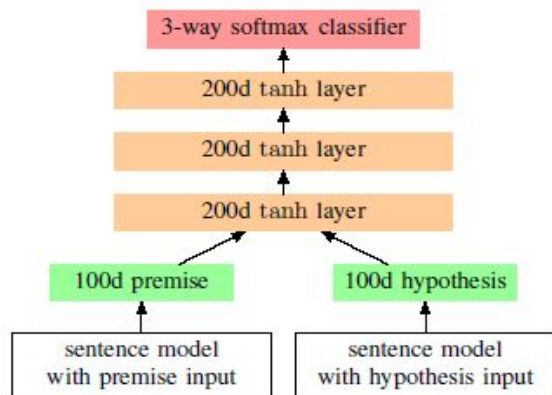 3-way softmax classifier
200d tanh layer
200d tanh layer
200d tanh layer
100d premise
100d hypothesis
sentence model
with premise input
sentence model
with hypothesis input